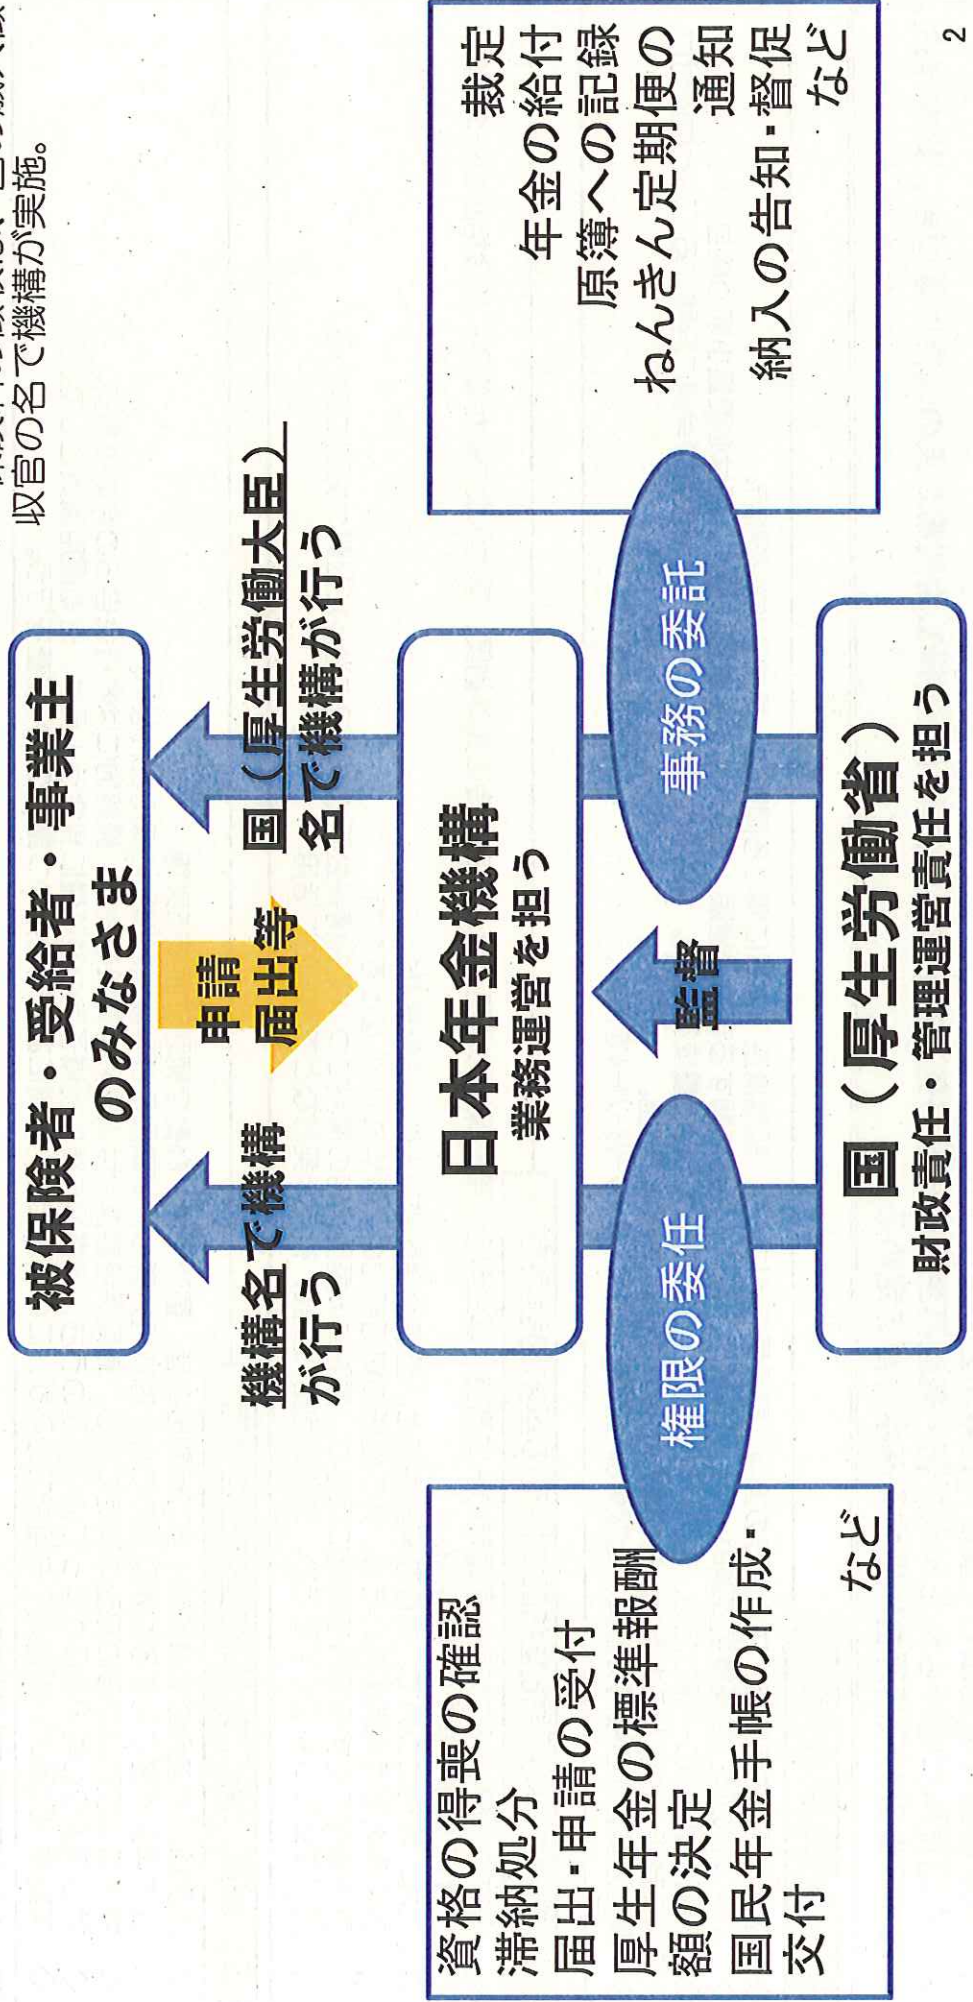 収官の名で機構が実施。
被保険者・受給者・事業主
のみなさま
機構名で機構
が行う
申請
届出等
国(厚生労働大臣)
名で機構が行う
日本年金機構
業務運営を担う
権限の委任
監督
事務の委託
国(厚生労働省)
財政責任・管理運営責任を担う
資格の得喪の確認
滞納処分
届出・申請の受付
厚生年金の標準報酬
額の決定
国民年金手帳の作成・
交付
など
裁定
年金の給付
原簿への記録
ねんきん定期便の
通知
納入の告知・督促
など
2